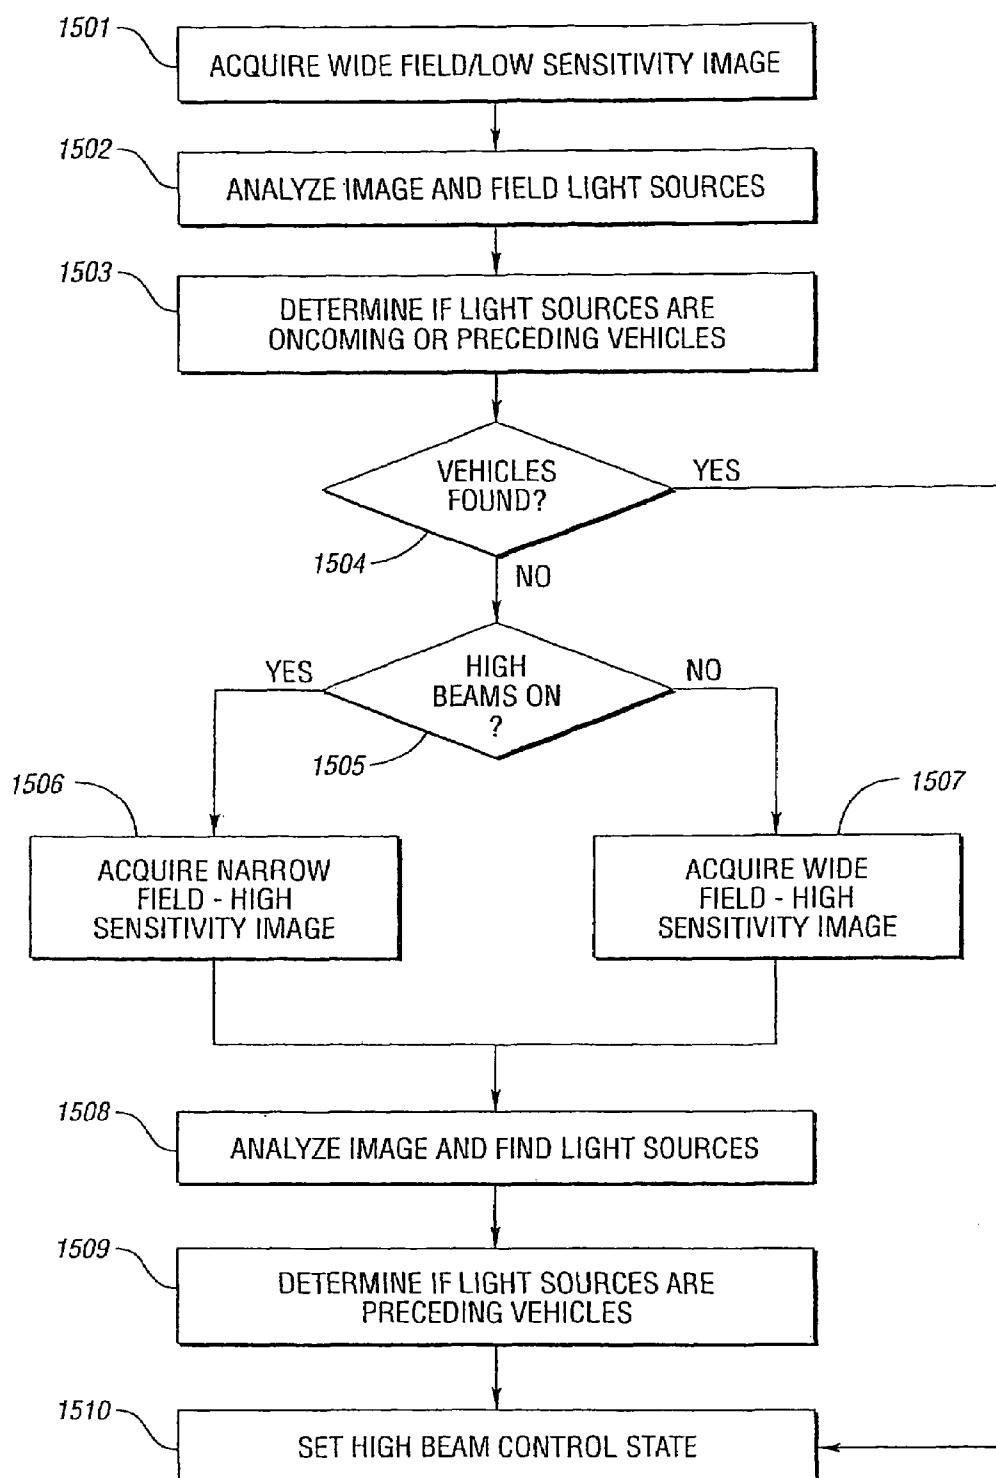 1501
ACQUIRE WIDE FIELD/LOW SENSITIVITY IMAGE
1502
ANALYZE IMAGE AND FIELD LIGHT SOURCES
1503
DETERMINE IF LIGHT SOURCES ARE
ONCOMING OR PRECEDING VEHICLES
VEHICLES
FOUND?
YES
1504
NO
YES
HIGH
BEAMS ON
?
NO
1505
1506
1507
ACQUIRE NARROW
FIELD - HIGH
SENSITIVITY IMAGE
ACQUIRE WIDE
FIELD - HIGH
SENSITIVITY IMAGE
1508
ANALYZE IMAGE AND FIND LIGHT SOURCES
1509
DETERMINE IF LIGHT SOURCES ARE
PRECEDING VEHICLES
1510
SET HIGH BEAM CONTROL STATE